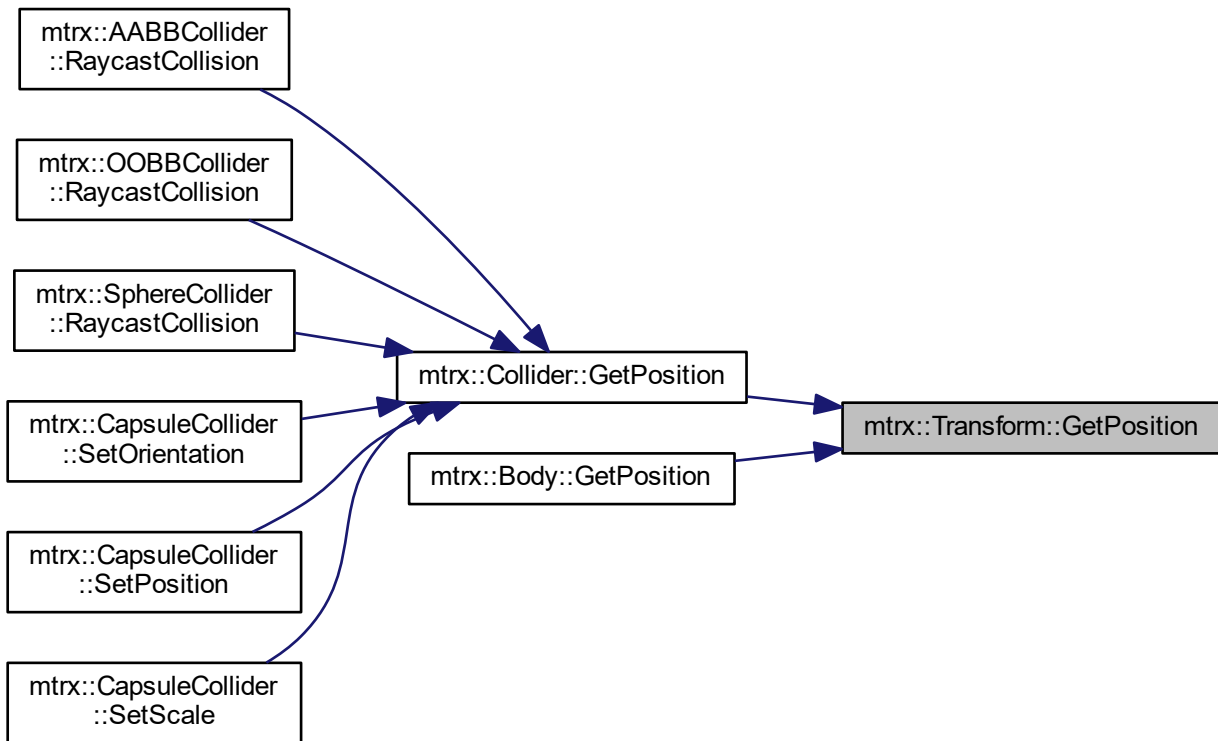 mtrx::AABBCollider
::RaycastCollision
mtrx::OOBBCollider
::RaycastCollision
mtrx::SphereCollider
::RaycastCollision
mtrx::CapsuleCollider
::SetOrientation
mtrx::CapsuleCollider
::SetPosition
mtrx::CapsuleCollider
::SetScale
mtrx::Collider::GetPosition
mtrx::Body::GetPosition
mtrx::Transform::GetPosition